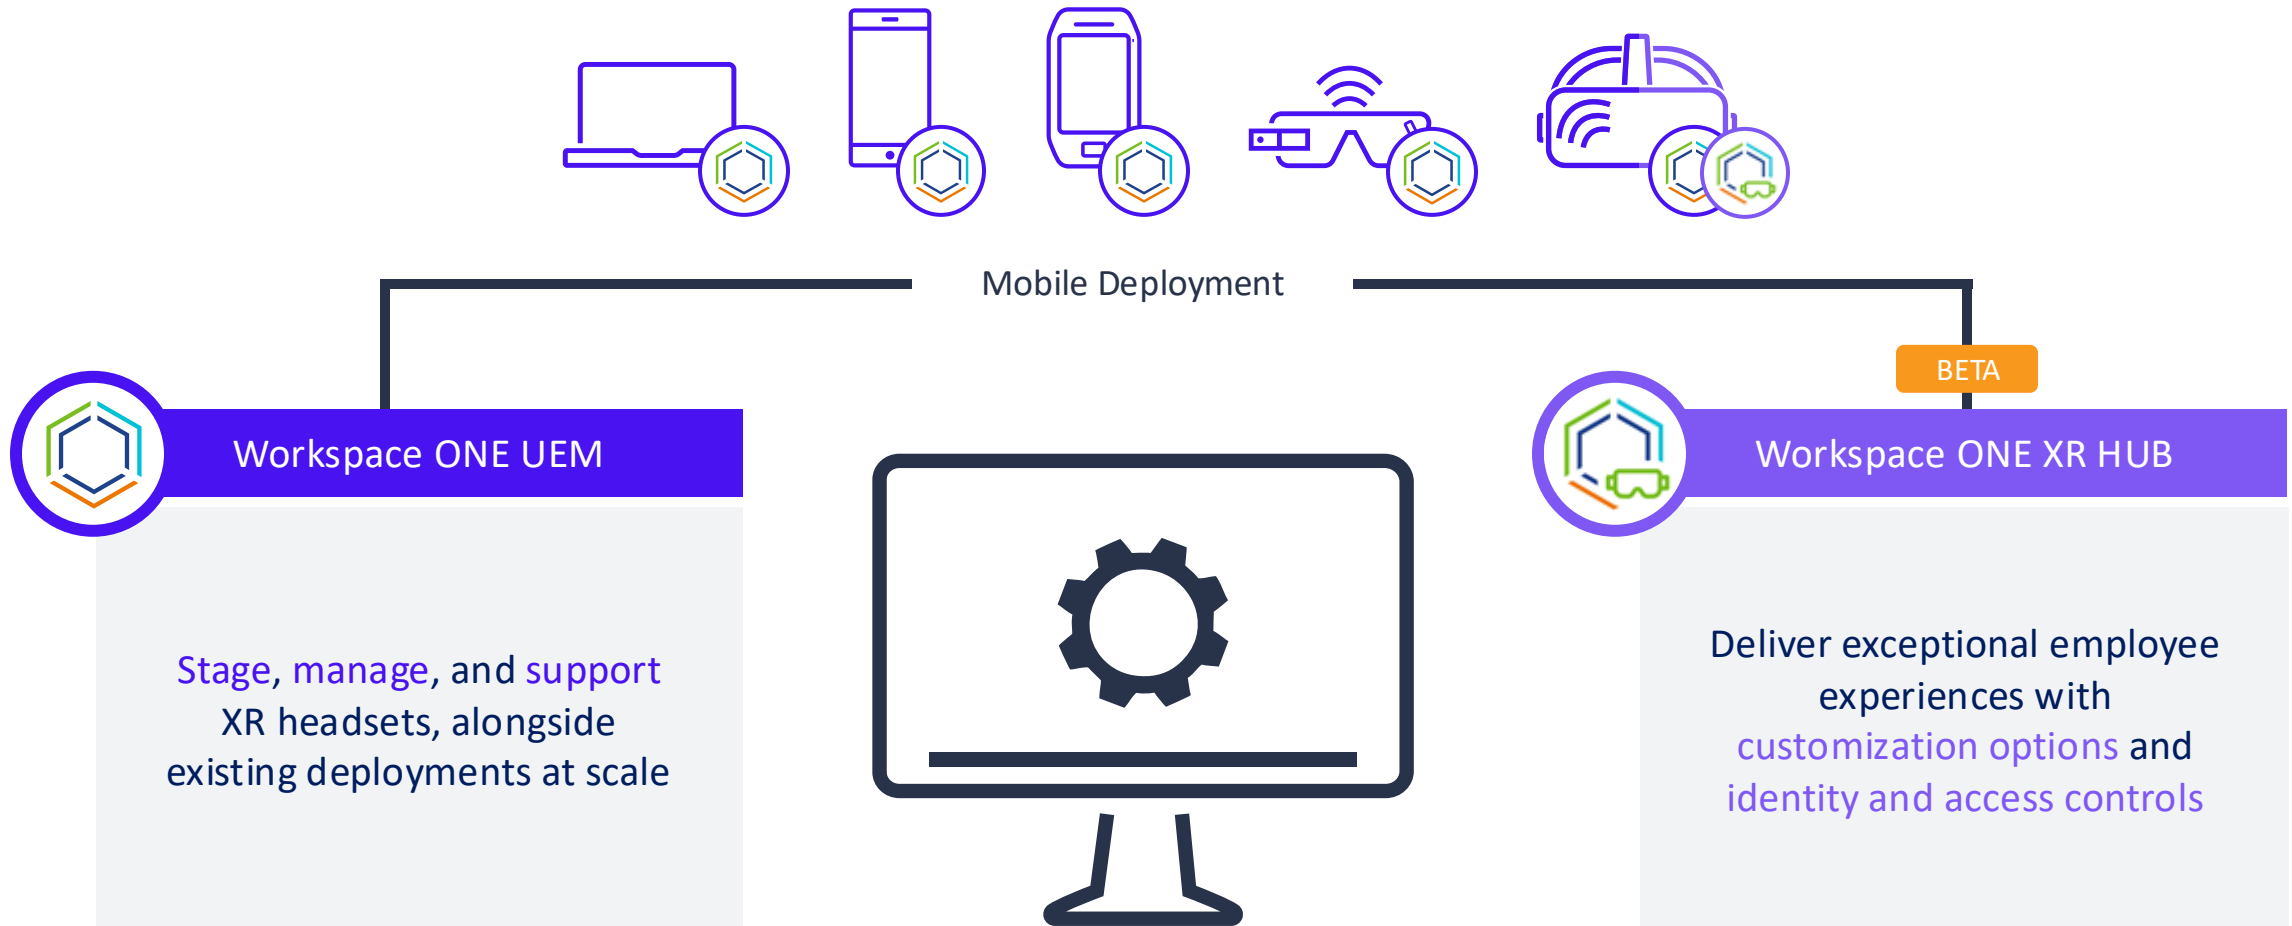 Mobile Deployment
BETA
Workspace ONE UEM
Stage, manage, and support
XR headsets, alongside
existing deployments at scale
Workspace ONE XR HUB
Deliver exceptional employee
experiences with
customization options and
identity and access controls